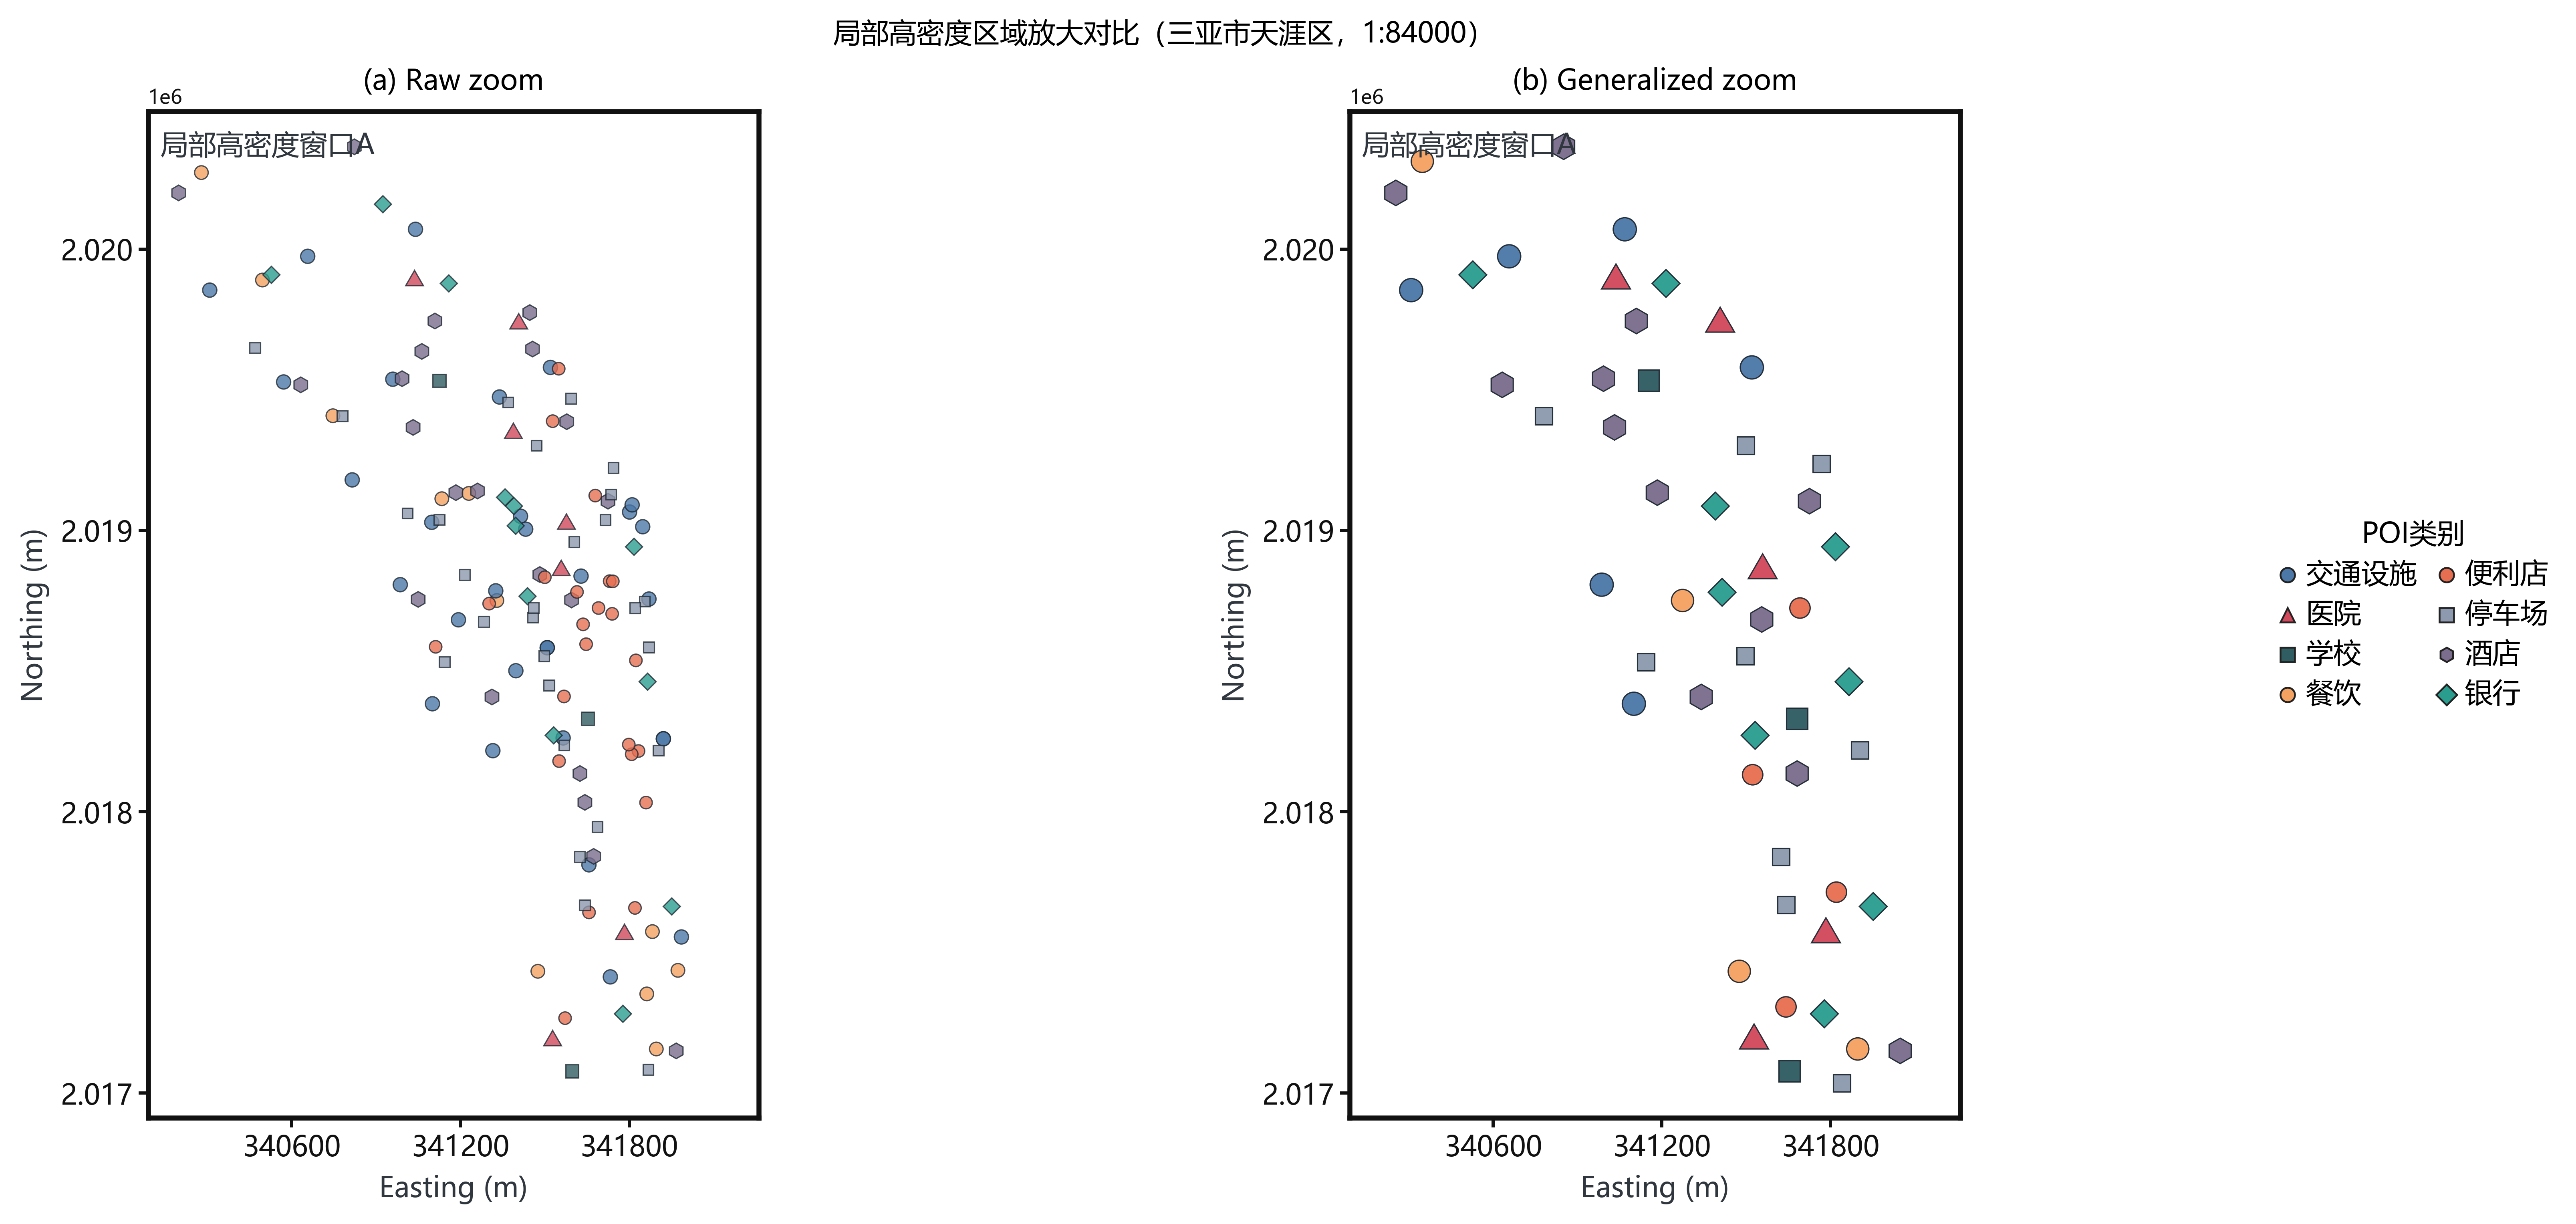 局部高密度区域放大对比（三亚市天涯区，1:84000）
(a) Raw zoom
1e6
局部高密度窗口A
2.020
2.019
2.018
2.017
Northing (m)
340600 341200 341800
Easting (m)
(b) Generalized zoom
1e6
局部高密度窗口A
2.020
2.019
2.018
2.017
Northing (m)
340600 341200 341800
Easting (m)
POI类别
交通设施 便利店
医院 停车场
学校 酒店
餐饮 银行